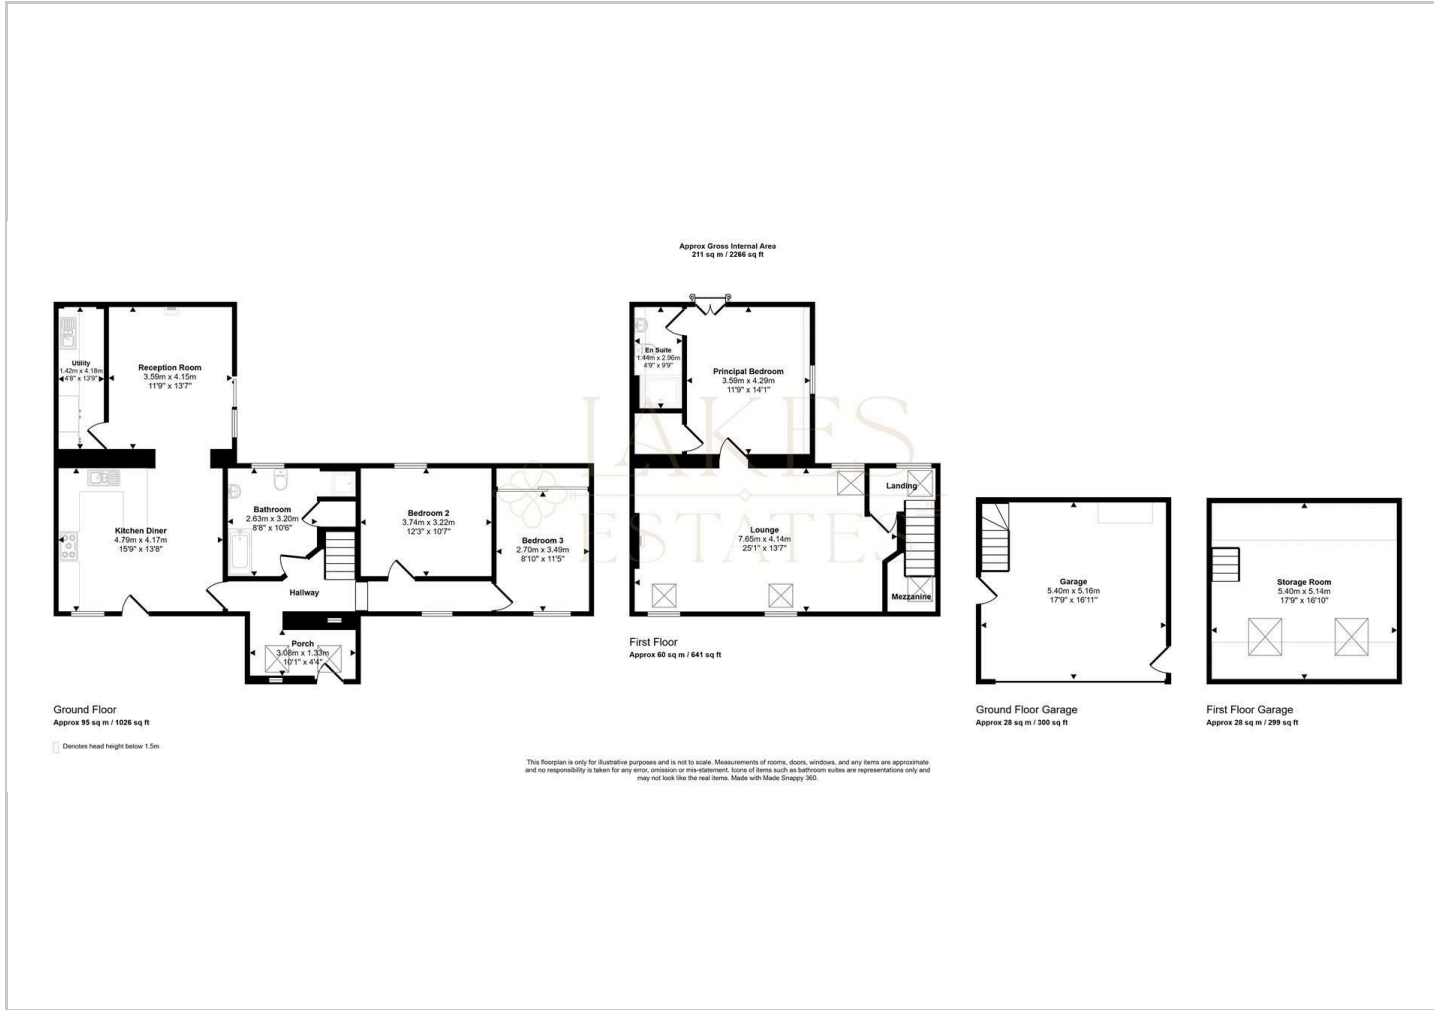 Approx Gross Internal Area
211 sq m / 2266 sq ft
Utility
1.42m x 4.18m
4'8" x 13'9"
Reception Room
3.59m x 4.15m
11'9" x 13'7"
Kitchen Diner
4.79m x 4.17m
15'9" x 13'8"
Bathroom
2.63m x 3.20m
8'8" x 10'6"
Bedroom 2
3.74m x 3.22m
12'3" x 10'7"
Bedroom 3
2.70m x 3.49m
8'10" x 11'5"
Hallway
Porch
3.08m x 1.33m
10'1" x 4'4"
Ground Floor
Approx 95 sq m / 1026 sq ft
Denotes head height below 1.5m
En Suite
1.44m x 2.96m
4'9" x 9'9"
Principal Bedroom
3.59m x 4.29m
11'9" x 14'1"
Landing
Lounge
7.65m x 4.14m
25'1" x 13'7"
Mezzanine
First Floor
Approx 60 sq m / 641 sq ft
LAKES
ESTATES
Garage
5.40m x 5.16m
17'9" x 16'11"
Ground Floor Garage
Approx 28 sq m / 300 sq ft
Storage Room
5.40m x 5.14m
17'9" x 16'10"
First Floor Garage
Approx 28 sq m / 299 sq ft
This floorplan is only for illustrative purposes and is not to scale. Measurements of rooms, doors, windows, and any items are approximate
and no responsibility is taken for any error, omission or mis-statement. Icons of items such as bathroom suites are representations only and
may not look like the real items. Made with Made Snappy 360.